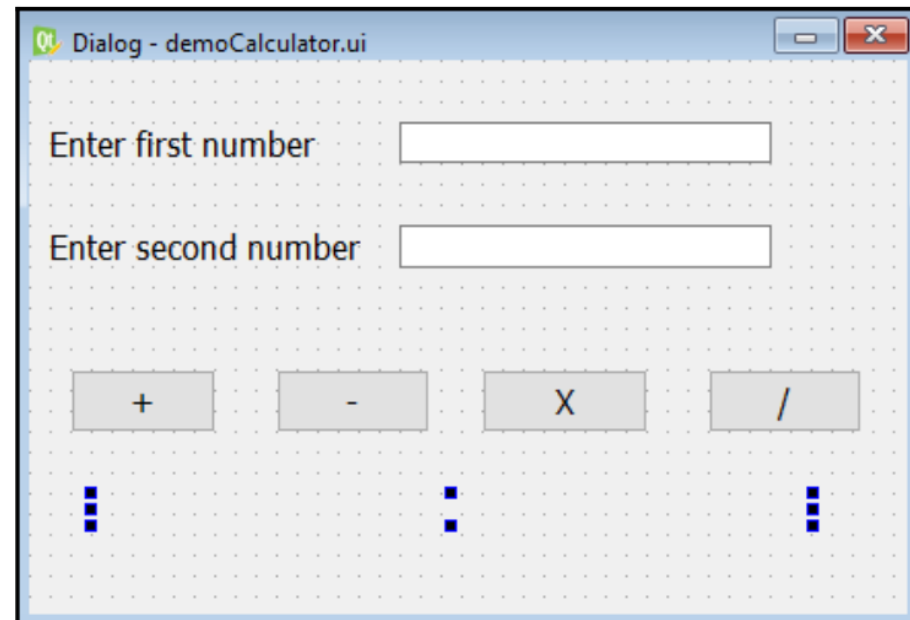 Dialog - demoCalculator.ui
Enter first number
Enter second number
+ - X /